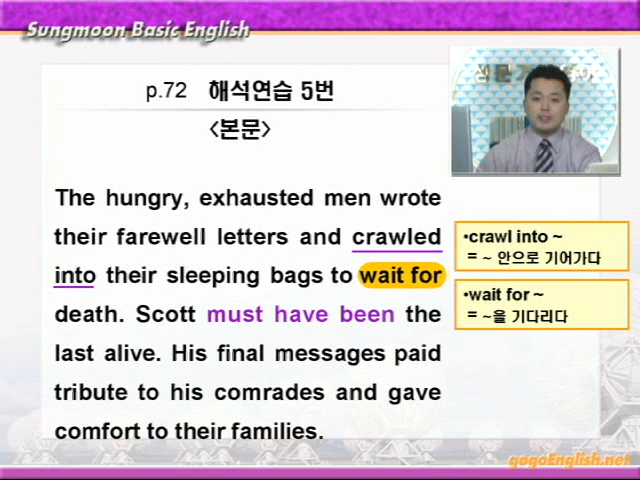 Sungmoon Basic English
p.72 해석연습 5번
<본문>
The hungry, exhausted men wrote
their farewell letters and crawled
into their sleeping bags to wait for
death. Scott must have been the
last alive. His final messages paid
tribute to his comrades and gave
comfort to their families.
•crawl into ~
= ~ 안으로 기어가다
•wait for ~
= ~을 기다리다
gogoEnglish.net